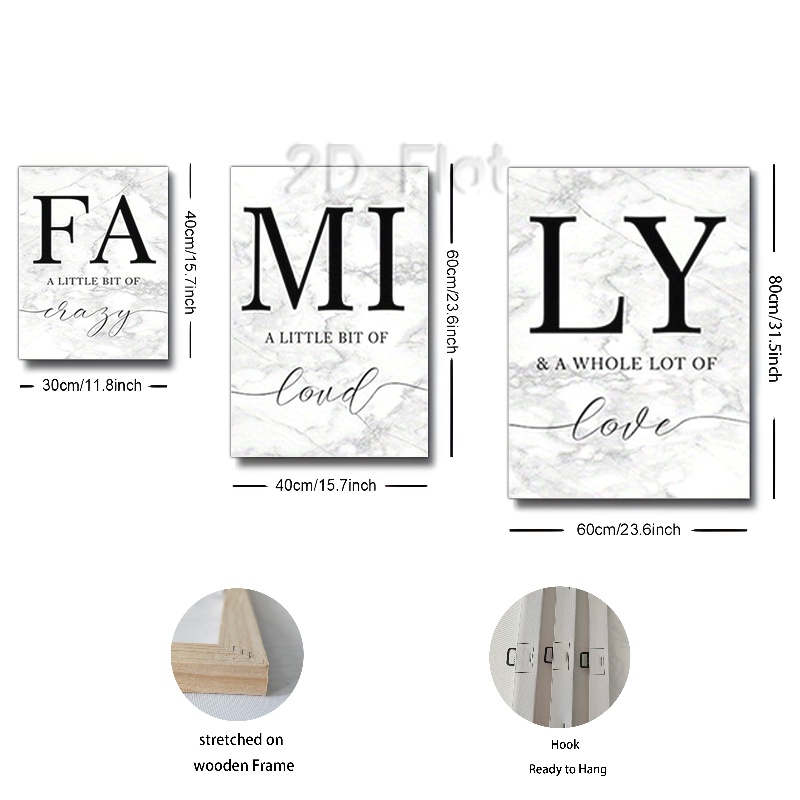 2D Flat
FA
A LITTLE BIT OF
crazy
40cm/15.7inch
30cm/11.8inch
MI
A LITTLE BIT OF
loud
60cm/23.6inch
40cm/15.7inch
LY
& A WHOLE LOT OF
love
80cm/31.5inch
60cm/23.6inch
stretched on
wooden Frame
Hook
Ready to Hang